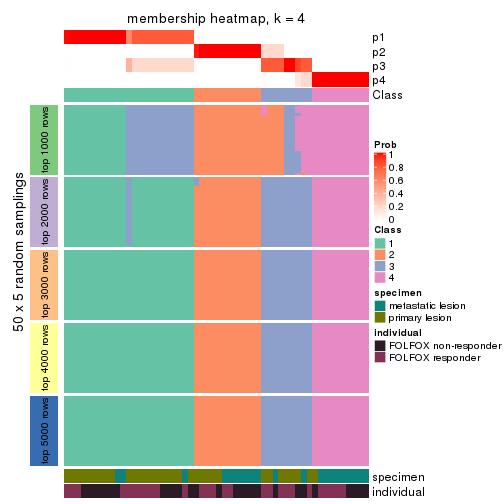 membership heatmap, k = 4
p1
p2
p3
p4
Class
50 x 5 random samplings
top 1000 rows
top 2000 rows
top 3000 rows
top 4000 rows
top 5000 rows
Prob
1
0.8
0.6
0.4
0.2
0
Class
1
2
3
4
specimen
metastatic lesion
primary lesion
individual
FOLFOX non-responder
FOLFOX responder
specimen
individual